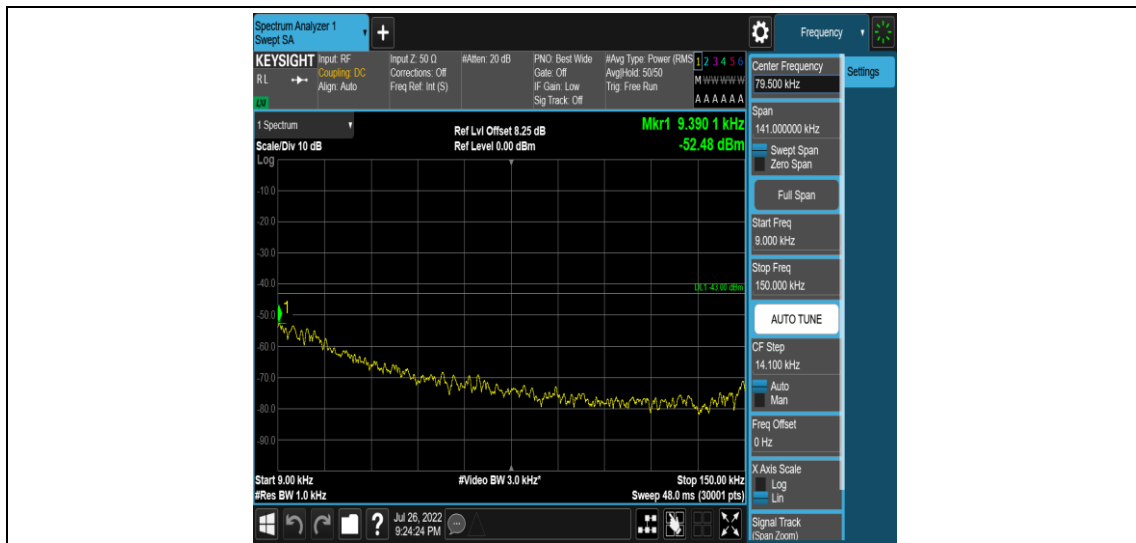 Spectrum Analyzer 1
Swept SA
Frequency
KEYSIGHT
RL
LXI
Input: RF
Coupling: DC
Align: Auto
Input Z: 50 Ω
Corrections: Off
Freq Ref: Int (S)
#Atten: 20 dB
PNO: Best Wide
Gate: Off
IF Gain: Low
Sig Track: Off
#Avg Type: Power (RMS
Avg|Hold: 50/50
Trig: Free Run
1 2 3 4 5 6
M W W W W W
A A A A A A
1 Spectrum
Scale/Div 10 dB
Log
Ref Lvl Offset 8.25 dB
Ref Level 0.00 dBm
Mkr1 9.390 1 kHz
-52.48 dBm
-10.0
-20.0
-30.0
-40.0
DL1 -43.00 dBm
1
-50.0
-60.0
-70.0
-80.0
-90.0
Start 9.00 kHz
#Res BW 1.0 kHz
#Video BW 3.0 kHz*
Stop 150.00 kHz
Sweep 48.0 ms (30001 pts)
Jul 26, 2022
9:24:24 PM
Center Frequency
79.500 kHz
Settings
Span
141.000000 kHz
Swept Span
Zero Span
Full Span
Start Freq
9.000 kHz
Stop Freq
150.000 kHz
AUTO TUNE
CF Step
14.100 kHz
Auto
Man
Freq Offset
0 Hz
X Axis Scale
Log
Lin
Signal Track
(Span Zoom)